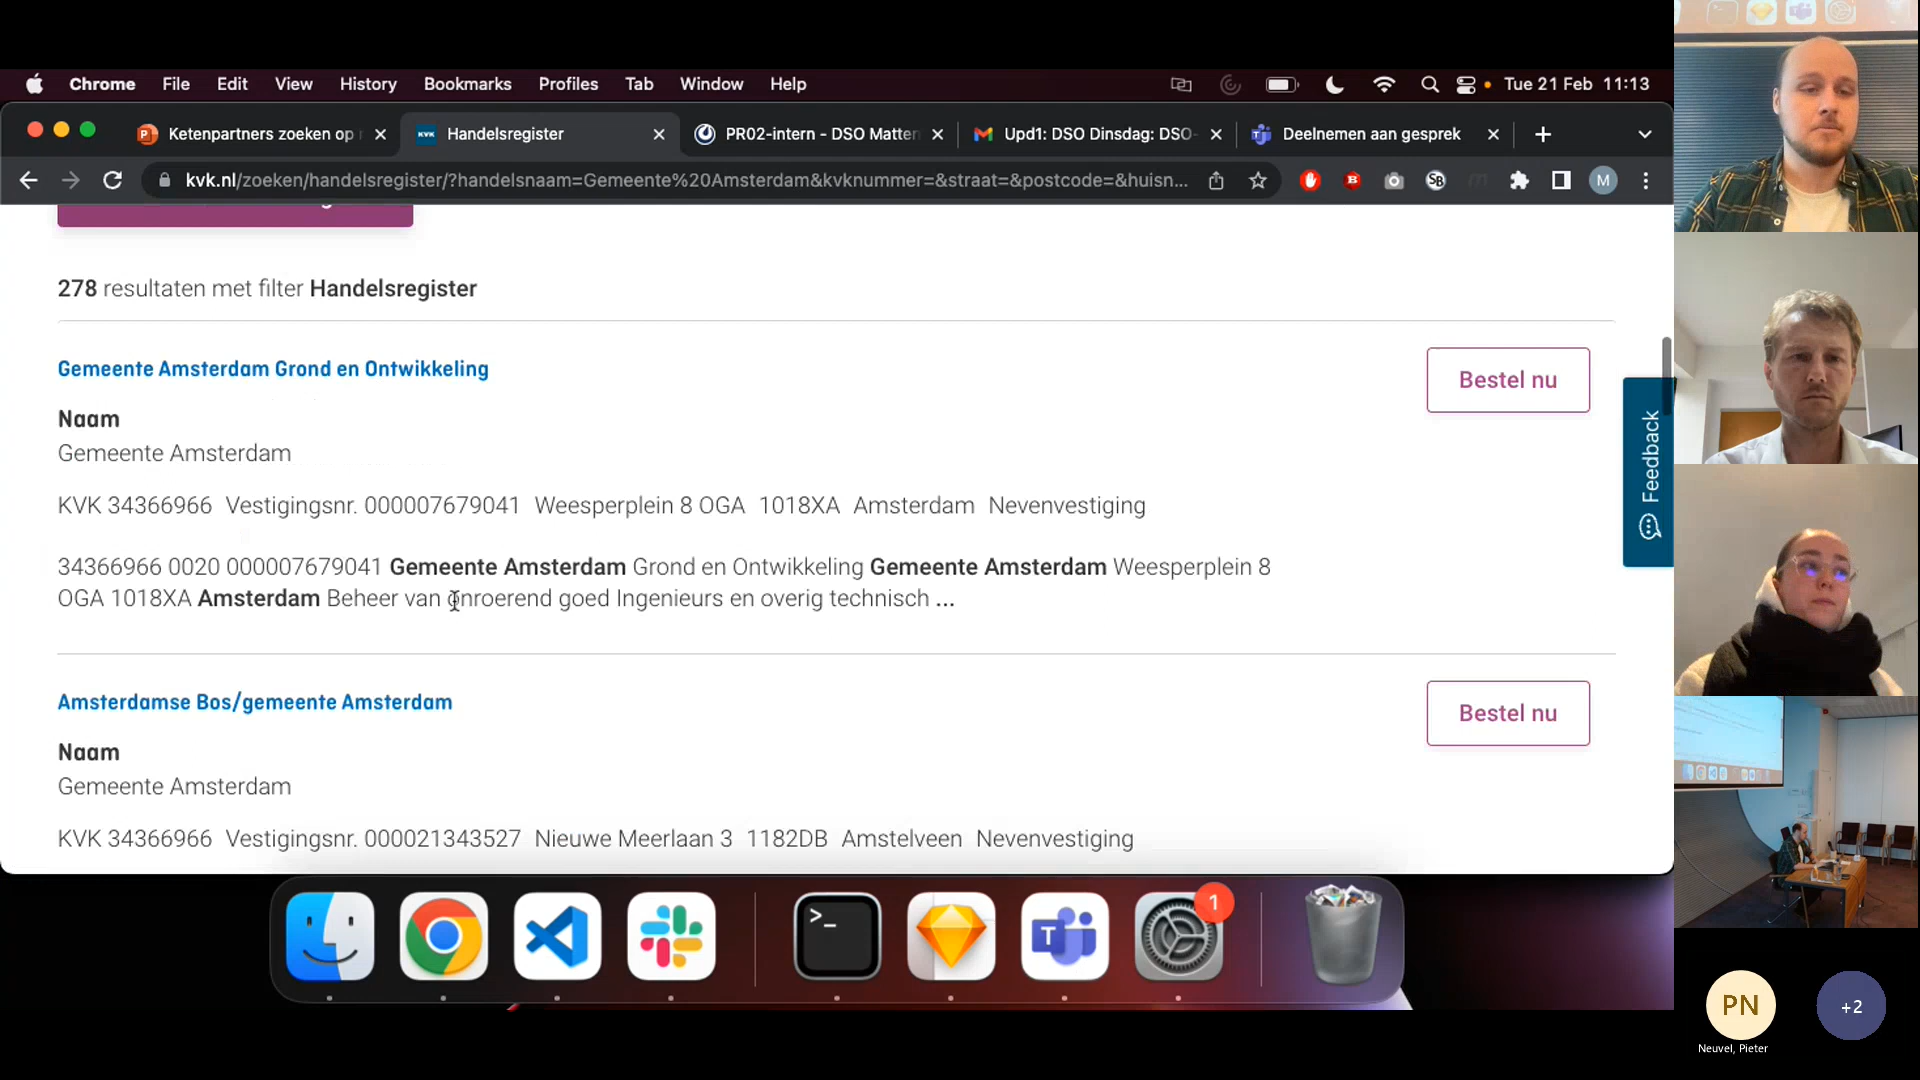 Chrome File Edit View History Bookmarks Profiles Tab Window Help Tue 21 Feb 11:13
Ketenpartners zoeken op
Handelsregister
PR02-intern - DSO Matter
Upd1: DSO Dinsdag: DSO-
Deelnemen aan gesprek
kvk.nl/zoeken/handelsregister/?handelsnaam=Gemeente%20Amsterdam&kvknummer=&straat=&postcode=&huisn...
M
278 resultaten met filter Handelsregister
Gemeente Amsterdam Grond en Ontwikkeling
Bestel nu
Naam
Gemeente Amsterdam
KVK 34366966 Vestigingsnr. 000007679041 Weesperplein 8 OGA 1018XA Amsterdam Nevenvestiging
34366966 0020 000007679041 Gemeente Amsterdam Grond en Ontwikkeling Gemeente Amsterdam Weesperplein 8
OGA 1018XA Amsterdam Beheer van onroerend goed Ingenieurs en overig technisch ...
Feedback
Amsterdamse Bos/gemeente Amsterdam
Bestel nu
Naam
Gemeente Amsterdam
KVK 34366966 Vestigingsnr. 000021343527 Nieuwe Meerlaan 3 1182DB Amstelveen Nevenvestiging
1
PN
+2
Neuvel, Pieter